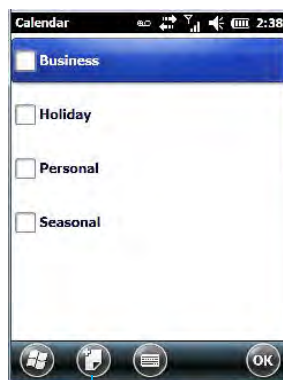 Calendar 2:38
Business
Holiday
Personal
Seasonal
OK